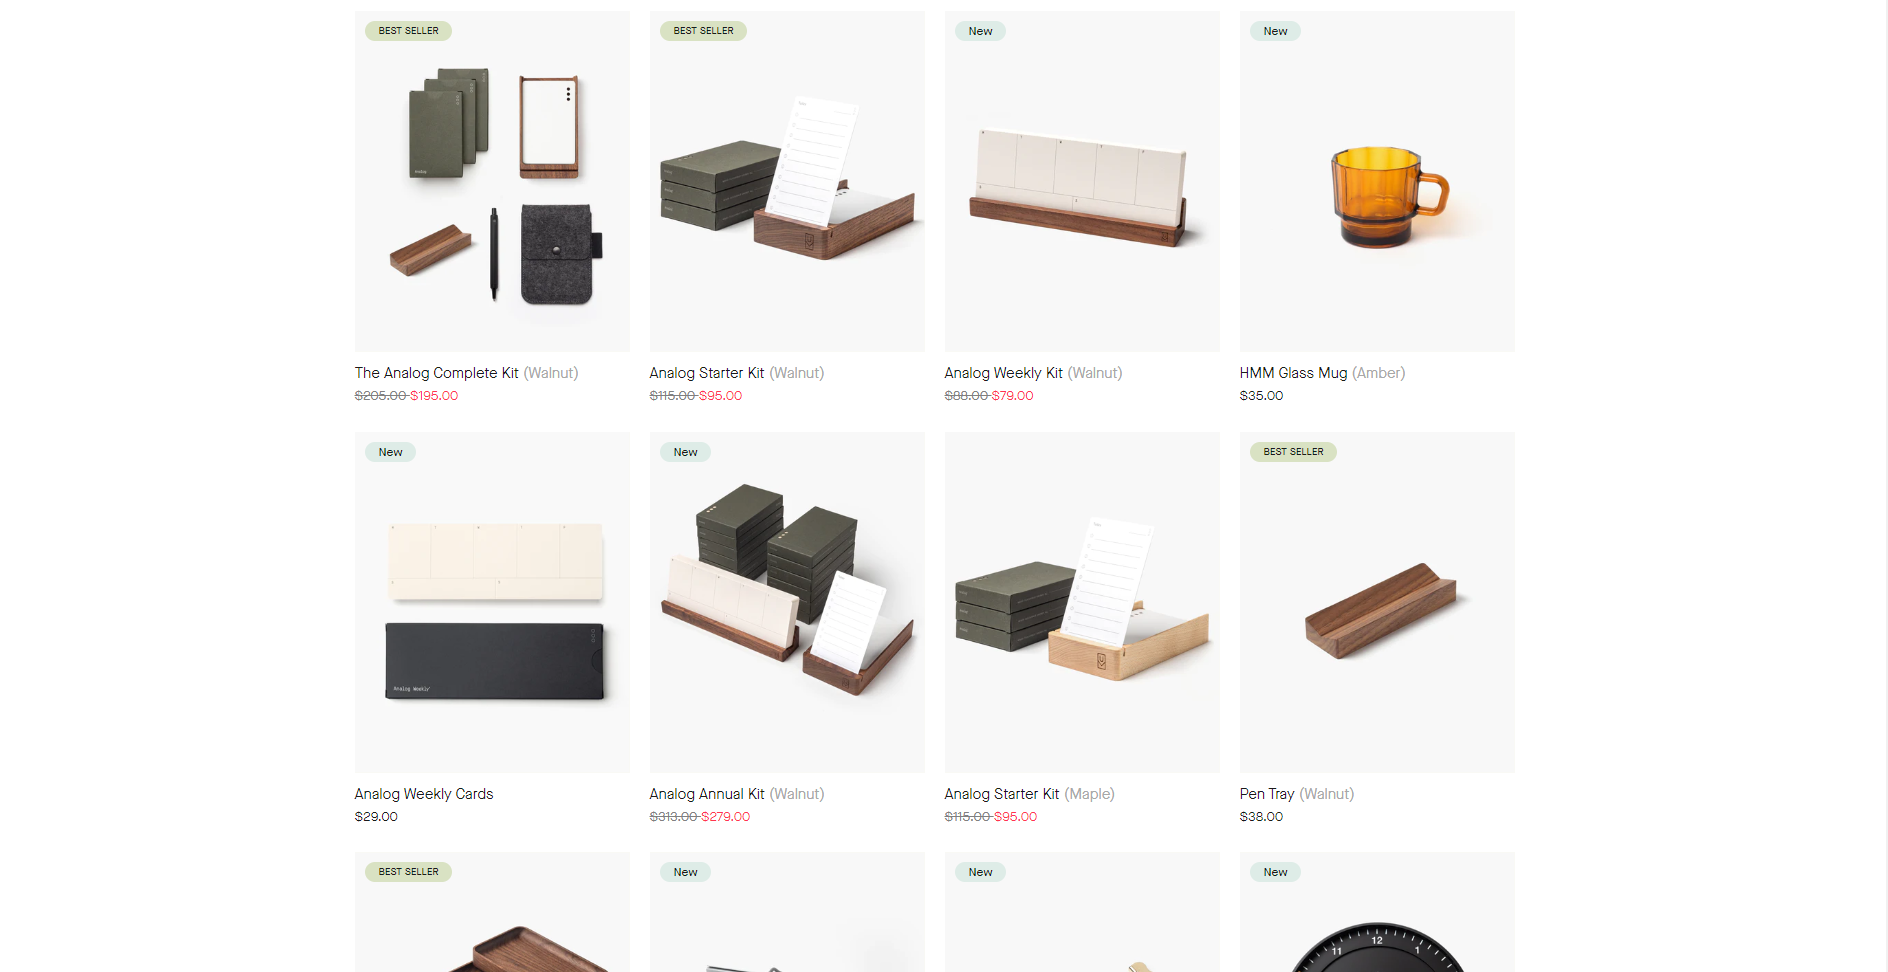 BEST SELLER
BEST SELLER
New
New
The Analog Complete Kit (Walnut)
$205.00 $195.00
Analog Starter Kit (Walnut)
$115.00 $95.00
Analog Weekly Kit (Walnut)
$88.00 $79.00
HMM Glass Mug (Amber)
$35.00
New
New
BEST SELLER
Analog Weekly
Analog Weekly Cards
$29.00
Analog Annual Kit (Walnut)
$313.00 $279.00
Analog Starter Kit (Maple)
$115.00 $95.00
Pen Tray (Walnut)
$38.00
BEST SELLER
New
New
New
11 12 1